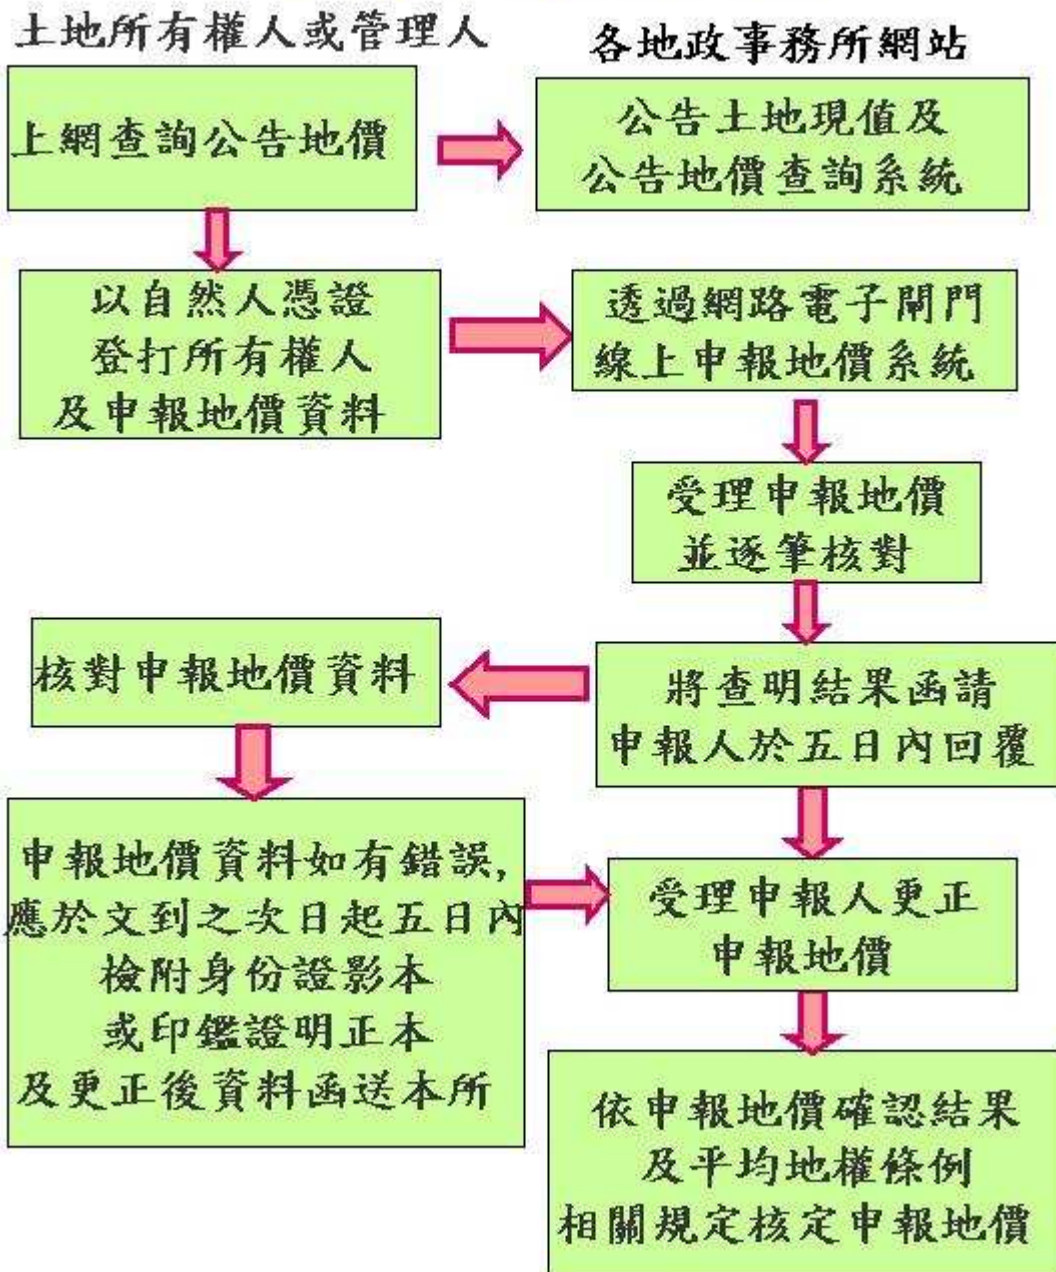 土地所有權人或管理人
各地政事務所網站
上網查詢公告地價
公告土地現值及
公告地價查詢系統
以自然人憑證
登打所有權人
及申報地價資料
透過網路電子閘門
線上申報地價系統
受理申報地價
並逐筆核對
將查明結果函請
申報人於五日內回覆
核對申報地價資料
申報地價資料如有錯誤,
應於文到之次日起五日內
檢附身份證影本
或印鑑證明正本
及更正後資料函送本所
受理申報人更正
申報地價
依申報地價確認結果
及平均地權條例
相關規定核定申報地價